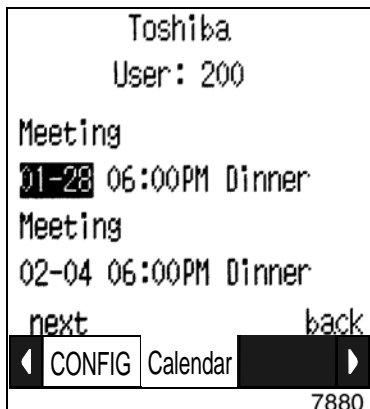 Toshiba
User: 200
Meeting
01-28 06:00PM Dinner
Meeting
02-04 06:00PM Dinner
next back
CONFIG Calendar
7880